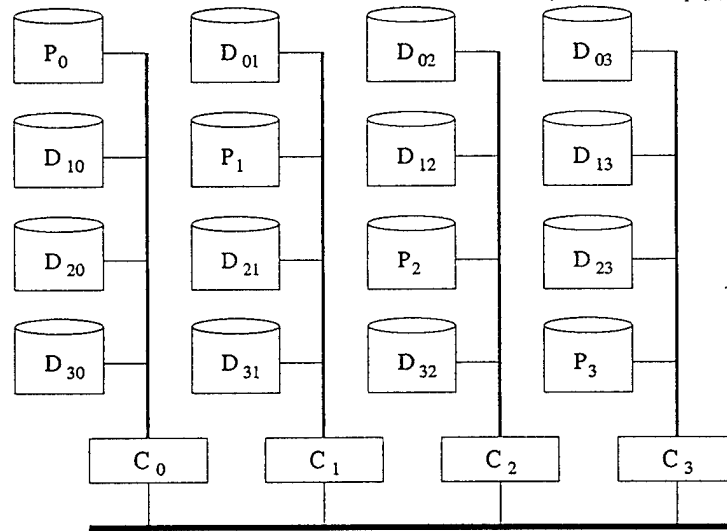 P0 D01 D02 D03
D10 P1 D12 D13
D20 D21 P2 D23
D30 D31 D32 P3
C0 C1 C2 C3